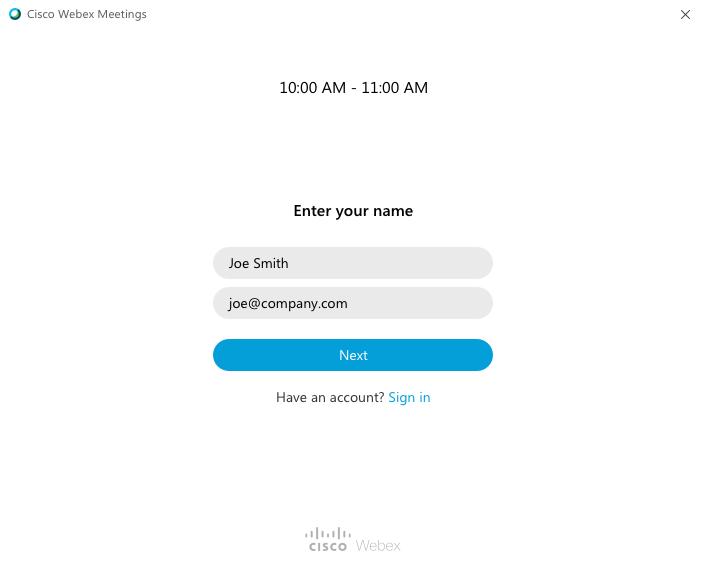 Cisco Webex Meetings
10:00 AM - 11:00 AM
Enter your name
Joe Smith
joe@company.com
Next
Have an account? Sign in
CISCO Webex